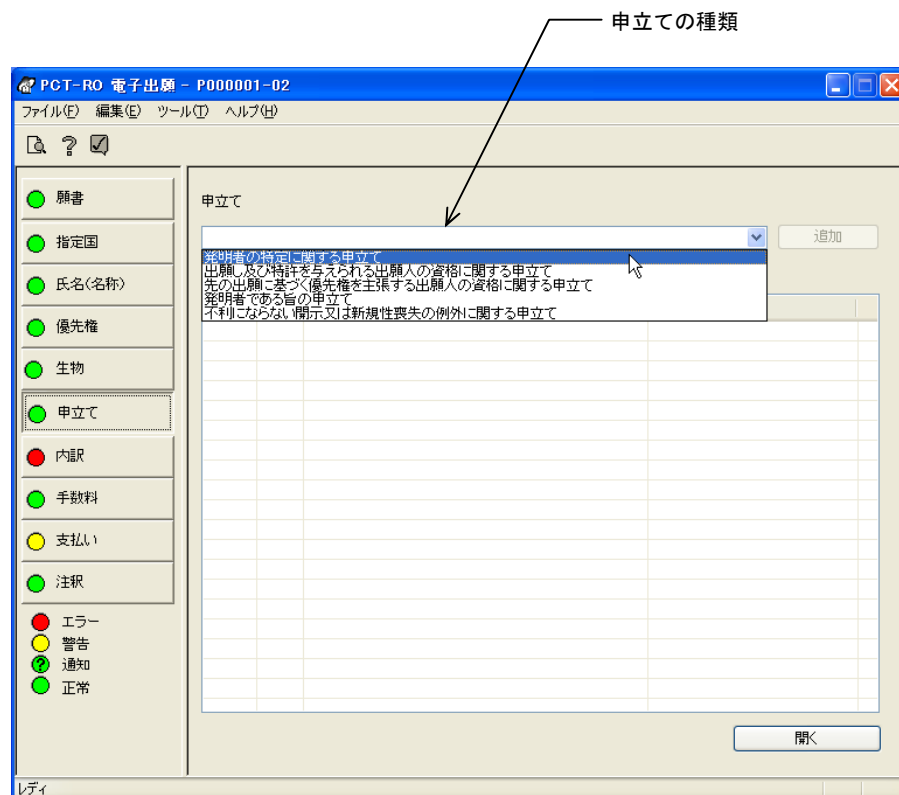 申立ての種類
PCT-RO 電子出願 - P000001-02
ファイル(F) 編集(E) ツール(T) ヘルプ(H)
願書
指定国
氏名(名称)
優先権
生物
申立て
内訳
手数料
支払い
注釈
エラー
警告
通知
正常
申立て
追加
発明者の特定に関する申立て
出願し及び特許を与えられる出願人の資格に関する申立て
先の出願に基づく優先権を主張する出願人の資格に関する申立て
発明者である旨の申立て
不利にならない開示又は新規性喪失の例外に関する申立て
開く
レディ